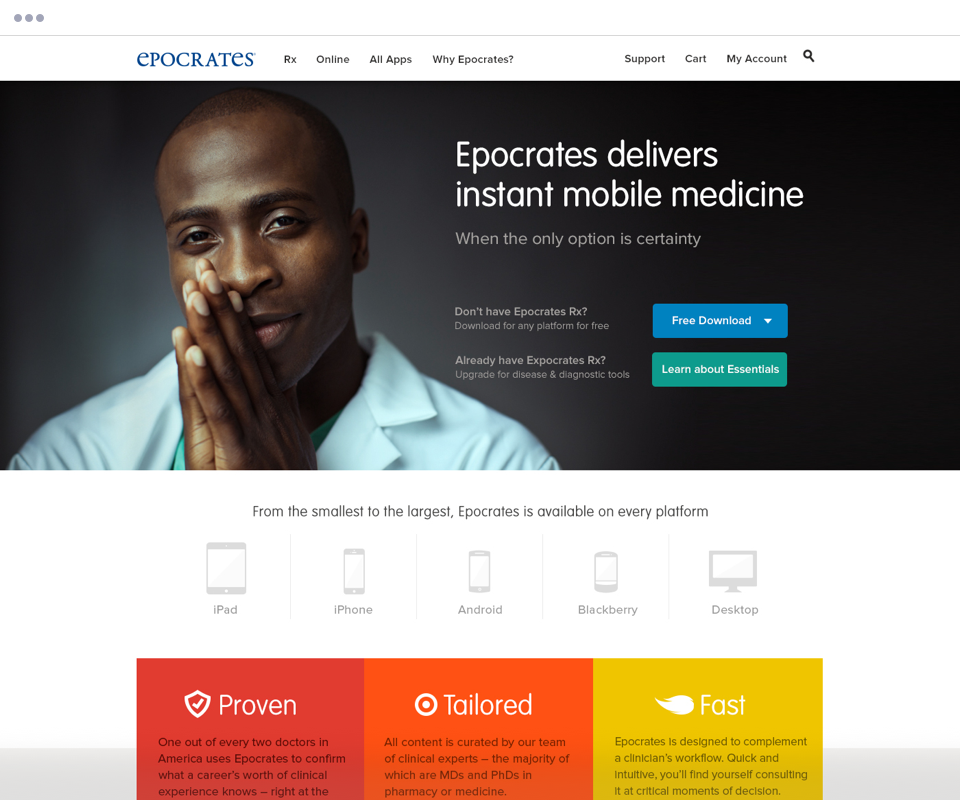 epocrates
Rx Online All Apps Why Epocrates? Support Cart My Account
Epocrates delivers
instant mobile medicine
When the only option is certainty
Don't have Epocrates Rx?
Download for any platform for free
Free Download
Already have Expocrates Rx?
Upgrade for disease & diagnostic tools
Learn about Essentials
From the smallest to the largest, Epocrates is available on every platform
iPad
iPhone
Android
Blackberry
Desktop
Proven
One out of every two doctors in
America uses Epocrates to confirm
what a career's worth of clinical
experience knows – right at the
Tailored
All content is curated by our team
of clinical experts – the majority of
which are MDs and PhDs in
pharmacy or medicine.
Fast
Epocrates is designed to complement
a clinician's workflow. Quick and
intuitive, you'll find yourself consulting
it at critical moments of decision.